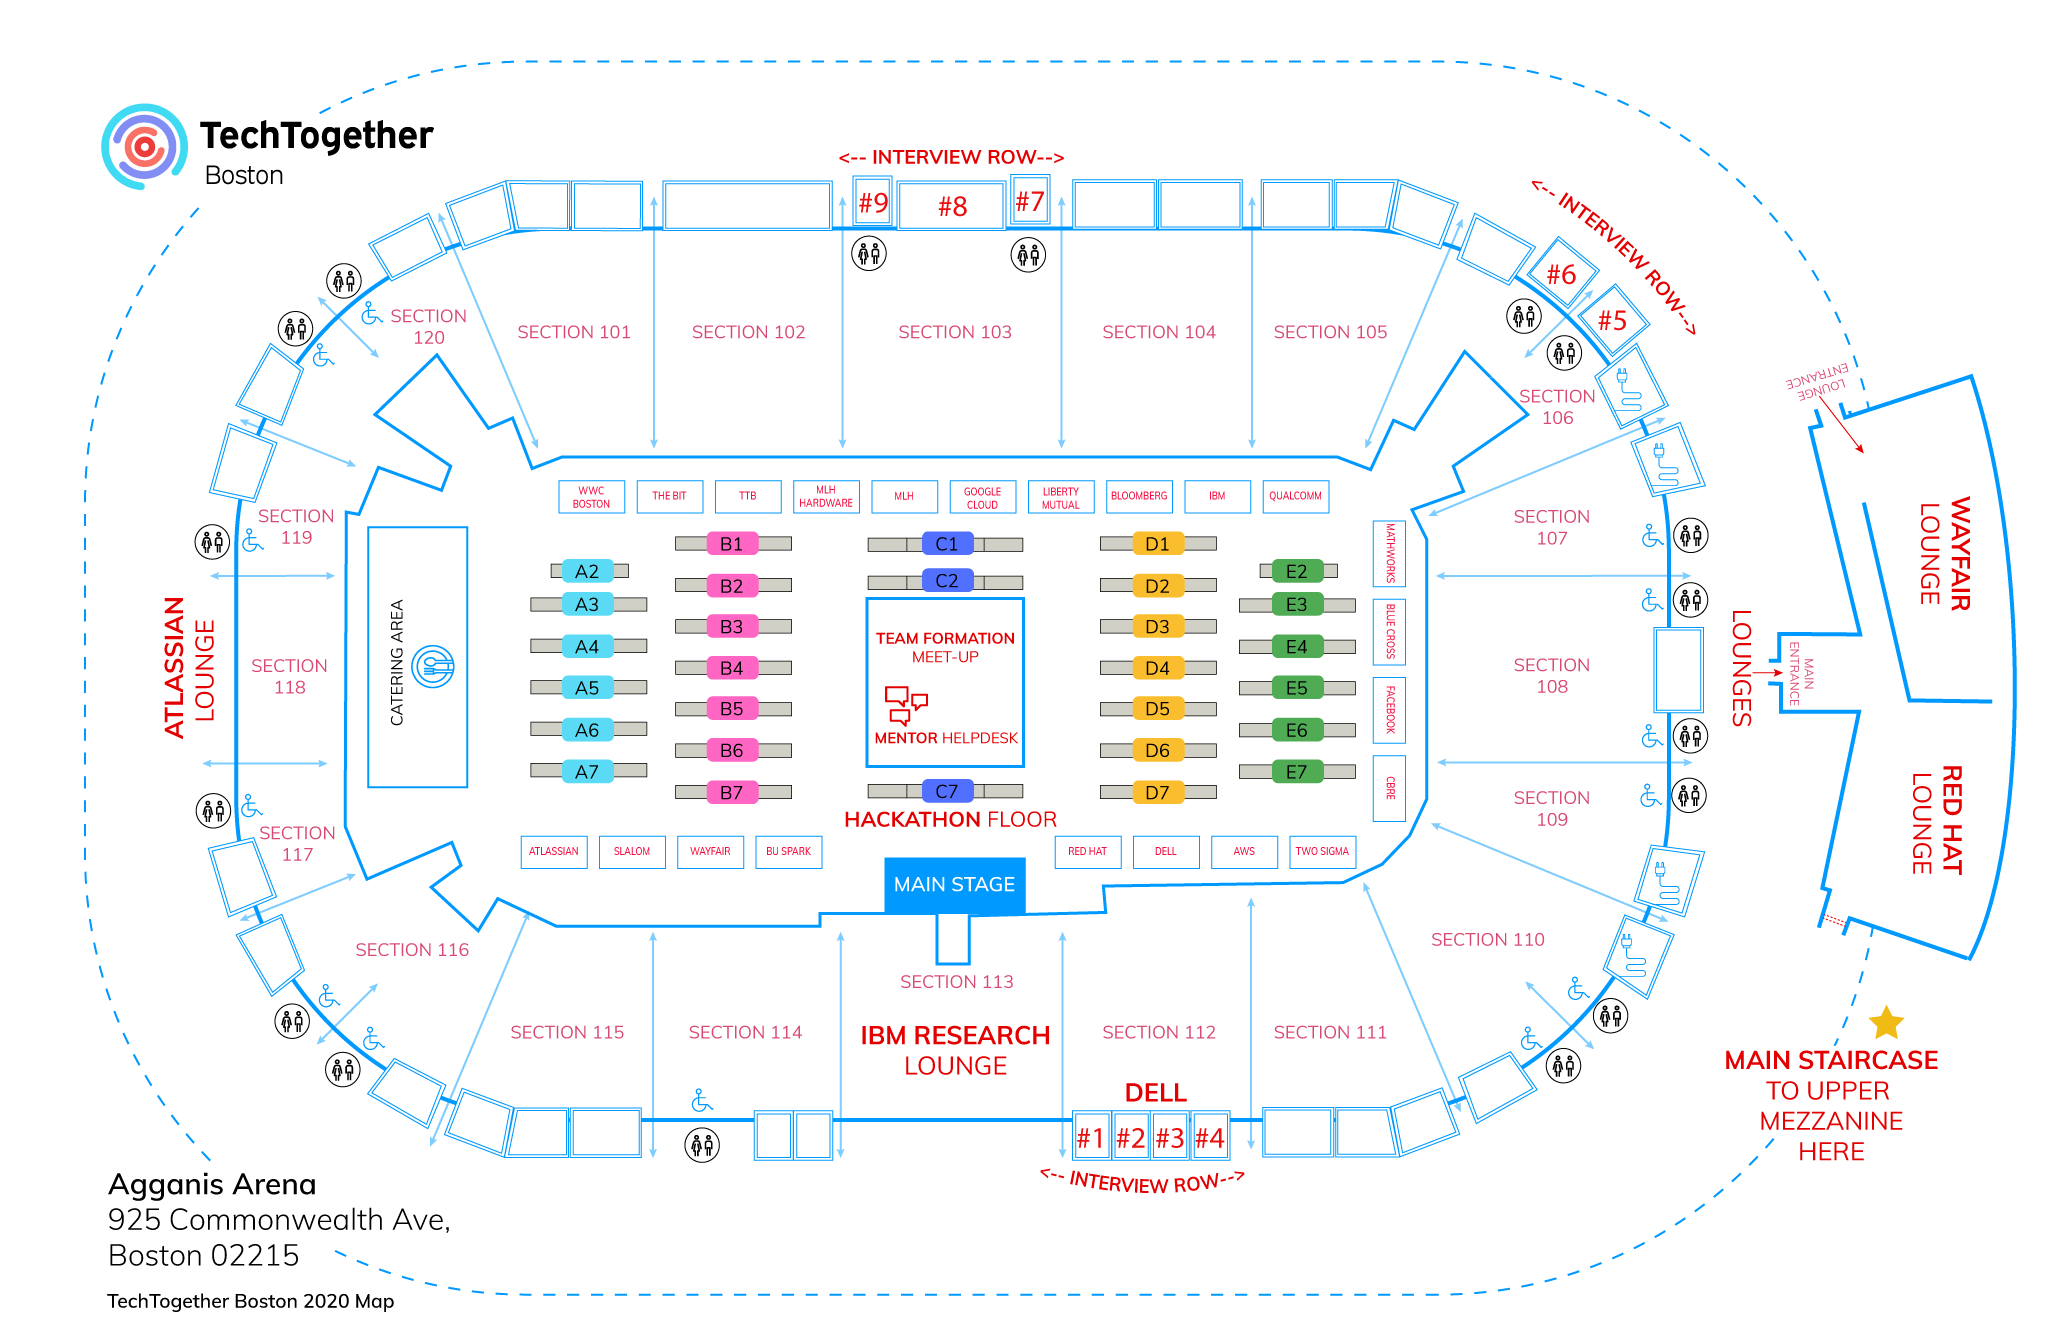 TechTogether
Boston
<-- INTERVIEW ROW-->
#9
#8
#7
<-- INTERVIEW ROW-->
#6
#5
SECTION
120
SECTION 101
SECTION 102
SECTION 103
SECTION 104
SECTION 105
SECTION
106
LOUNGE
ENTRANCE
WWC
BOSTON
THE BIT
TTB
MLH
HARDWARE
MLH
GOOGLE
CLOUD
LIBERTY
MUTUAL
BLOOMBERG
IBM
QUALCOMM
SECTION
119
SECTION
107
MATHWORKS
BLUE CROSS
FACEBOOK
CBRE
A2
A3
A4
A5
A6
A7
B1
B2
B3
B4
B5
B6
B7
C1
C2
TEAM FORMATION
MEET-UP
MENTOR HELPDESK
C7
D1
D2
D3
D4
D5
D6
D7
E2
E3
E4
E5
E6
E7
HACKATHON FLOOR
ATLASSIAN
LOUNGE
SECTION
118
CATERING AREA
SECTION
108
LOUNGES
MAIN
ENTRANCE
WAYFAIR
LOUNGE
RED HAT
LOUNGE
SECTION
117
SECTION
109
ATLASSIAN
SLALOM
WAYFAIR
BU SPARK
RED HAT
DELL
AWS
TWO SIGMA
MAIN STAGE
SECTION 116
SECTION 110
SECTION 115
SECTION 114
SECTION 113
IBM RESEARCH
LOUNGE
SECTION 112
SECTION 111
DELL
#1
#2
#3
#4
<-- INTERVIEW ROW-->
MAIN STAIRCASE
TO UPPER
MEZZANINE
HERE
Agganis Arena
925 Commonwealth Ave,
Boston 02215
TechTogether Boston 2020 Map